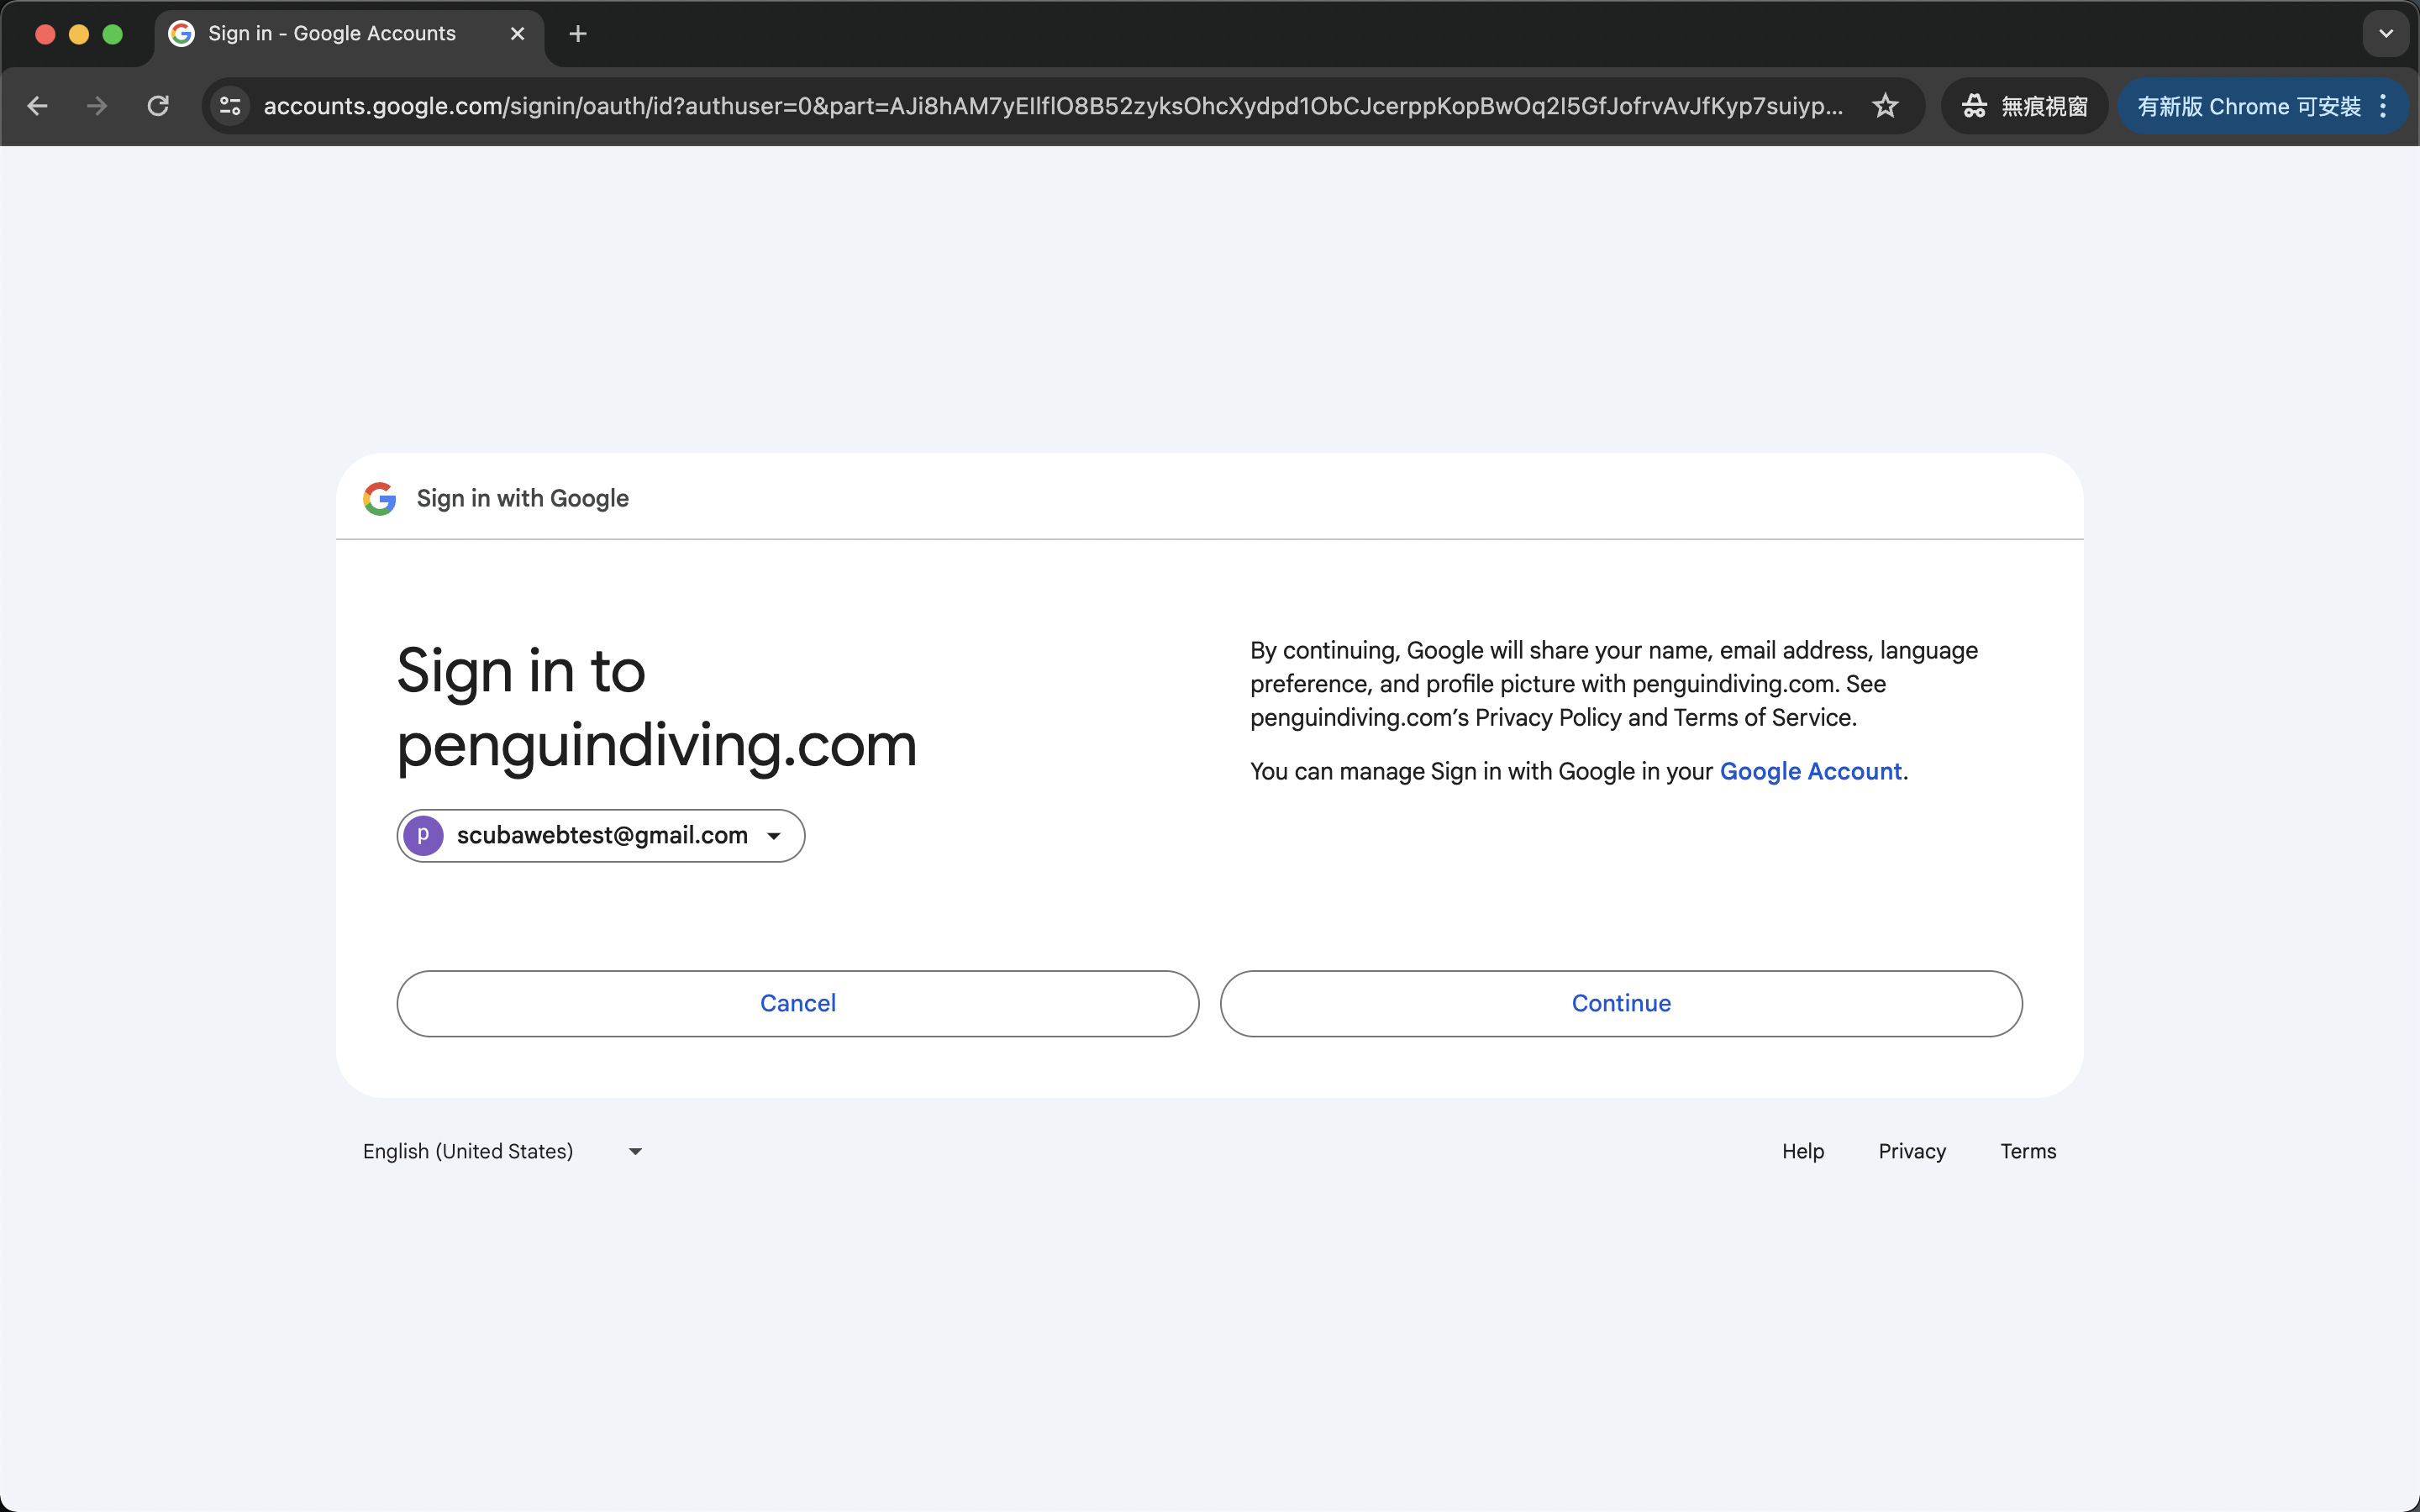 Sign in - Google Accounts
accounts.google.com/signin/oauth/id?authuser=0&part=AJi8hAM7yEIlflO8B52zyksOhcXydpd1ObCJcerppKopBwOq2I5GfJofrvAvJfKyp7suiyp...
無痕視窗
有新版 Chrome 可安裝
Sign in with Google
Sign in to
penguindiving.com
scubawebtest@gmail.com
p
By continuing, Google will share your name, email address, language
preference, and profile picture with penguindiving.com. See
penguindiving.com’s Privacy Policy and Terms of Service.
You can manage Sign in with Google in your Google Account.
Cancel
Continue
English (United States)
Help
Privacy
Terms